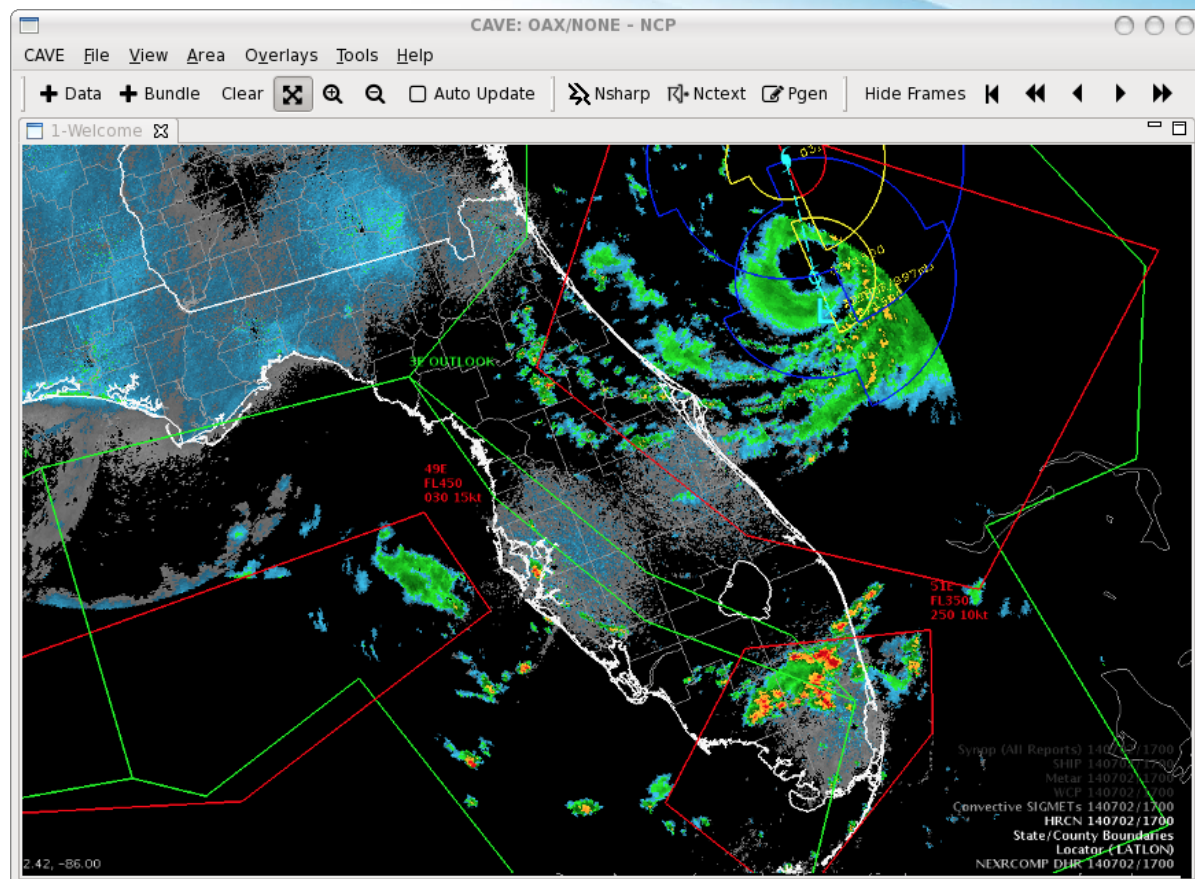 CAVE: OAX/NONE - NCP
CAVE File View Area Overlays Tools Help
Data Bundle Clear Auto Update Nsharp Nctext Pgen Hide Frames
1-Welcome
3E OUTLOOK
49E
FL450
030 15kt
51E
FL350
250 10kt
L
Synop (All Reports) 140702/1700
SHIP 140702/1700
Metar 140702/1700
WCP 140702/1700
Convective SIGMETs 140702/1700
HRCN 140702/1700
State/County Boundaries
Locator (LATLON)
NEXRCOMP DHR 140702/1700
2.42, -86.00